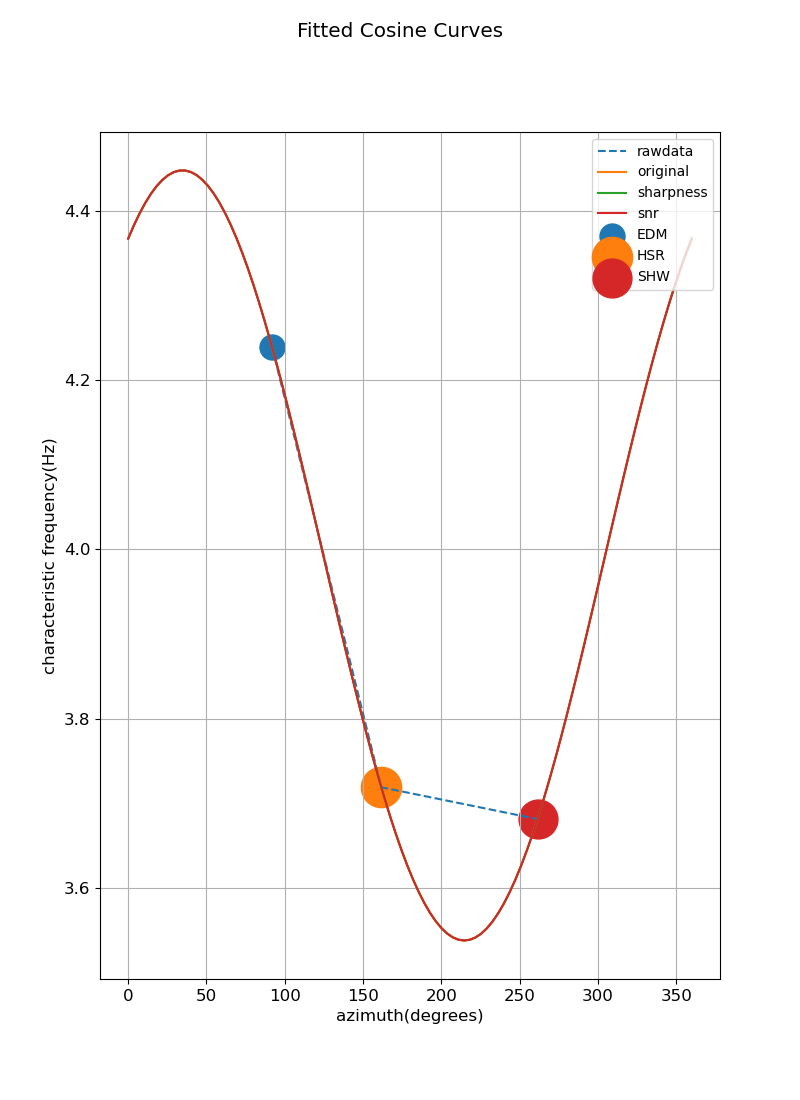 Fitted Cosine Curves
rawdata
original
sharpness
snr
EDM
HSR
SHW
4.4
4.2
4.0
3.8
3.6
characteristic frequency(Hz)
0 50 100 150 200 250 300 350
azimuth(degrees)